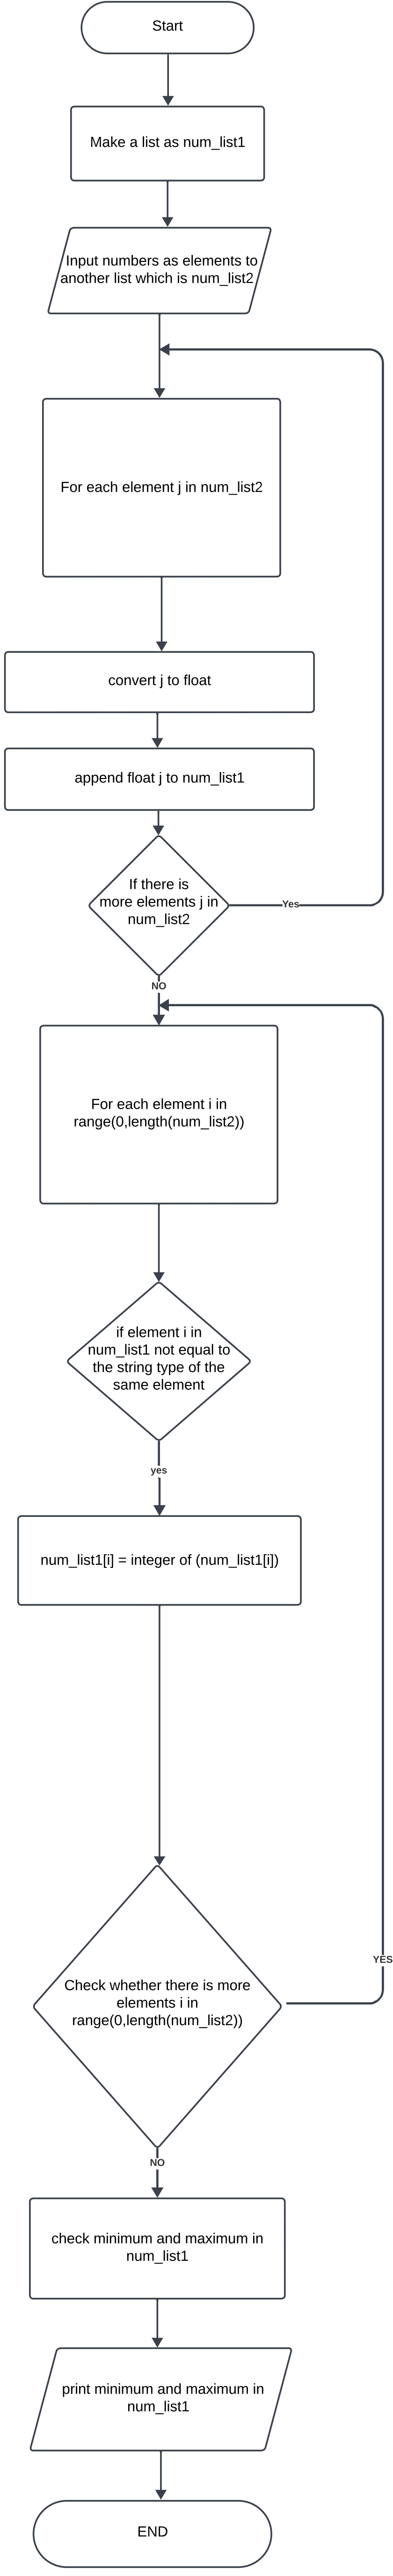 Start
Make a list as num_list1
Input numbers as elements to
another list which is num_list2
For each element j in num_list2
convert j to float
append float j to num_list1
If there is
more elements j in
num_list2
Yes
NO
For each element i in
range(0,length(num_list2))
if element i in
num_list1 not equal to
the string type of the
same element
yes
num_list1[i] = integer of (num_list1[i])
Check whether there is more
elements i in
range(0,length(num_list2))
YES
NO
check minimum and maximum in
num_list1
print minimum and maximum in
num_list1
END